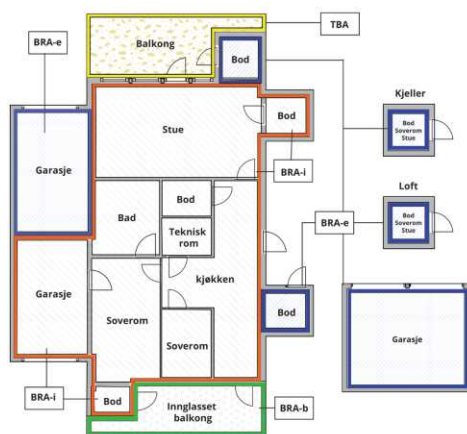 TBA
BRA-e
Balkong
Bod
Kjeller
Bod
Soverom
Stue
Stue
Bod
Garasje
BRA-i
Loft
Bod
Bod
Soverom
Stue
Bad
Teknisk
rom
BRA-e
Garasje
kjøkken
Bod
Soverom
Soverom
Garasje
BRA-i
Bod
Innglasset
balkong
BRA-b